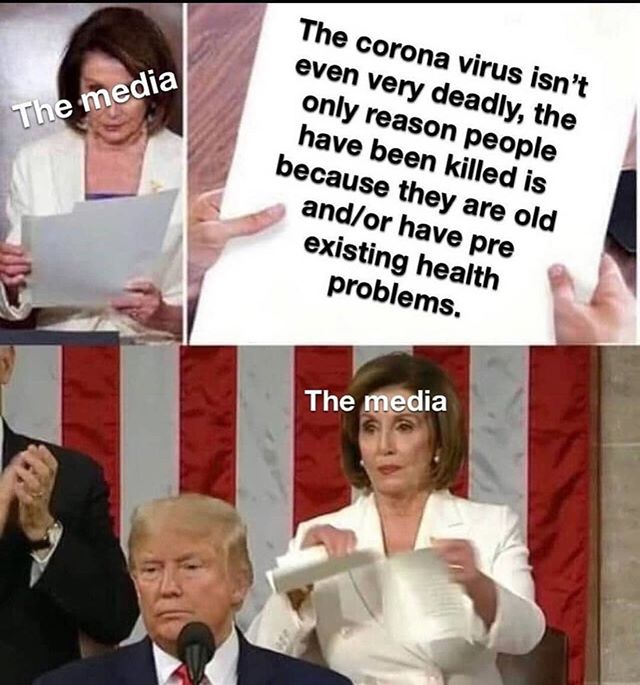 The media
The corona virus isn't
even very deadly, the
only reason people
have been killed is
because they are old
and/or have pre
existing health
problems.
The media